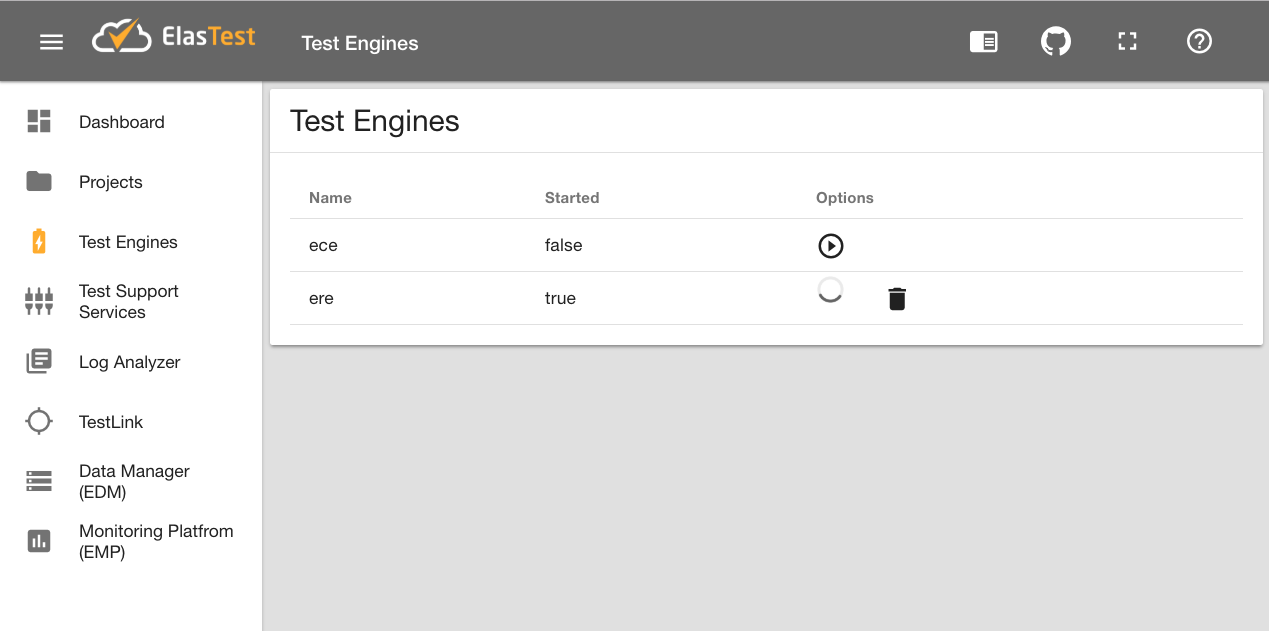 ElasTest
Test Engines
Dashboard
Projects
Test Engines
Test Support
Services
Log Analyzer
TestLink
Data Manager
(EDM)
Monitoring Platfrom
(EMP)
Test Engines
Name Started Options
ece false
ere true